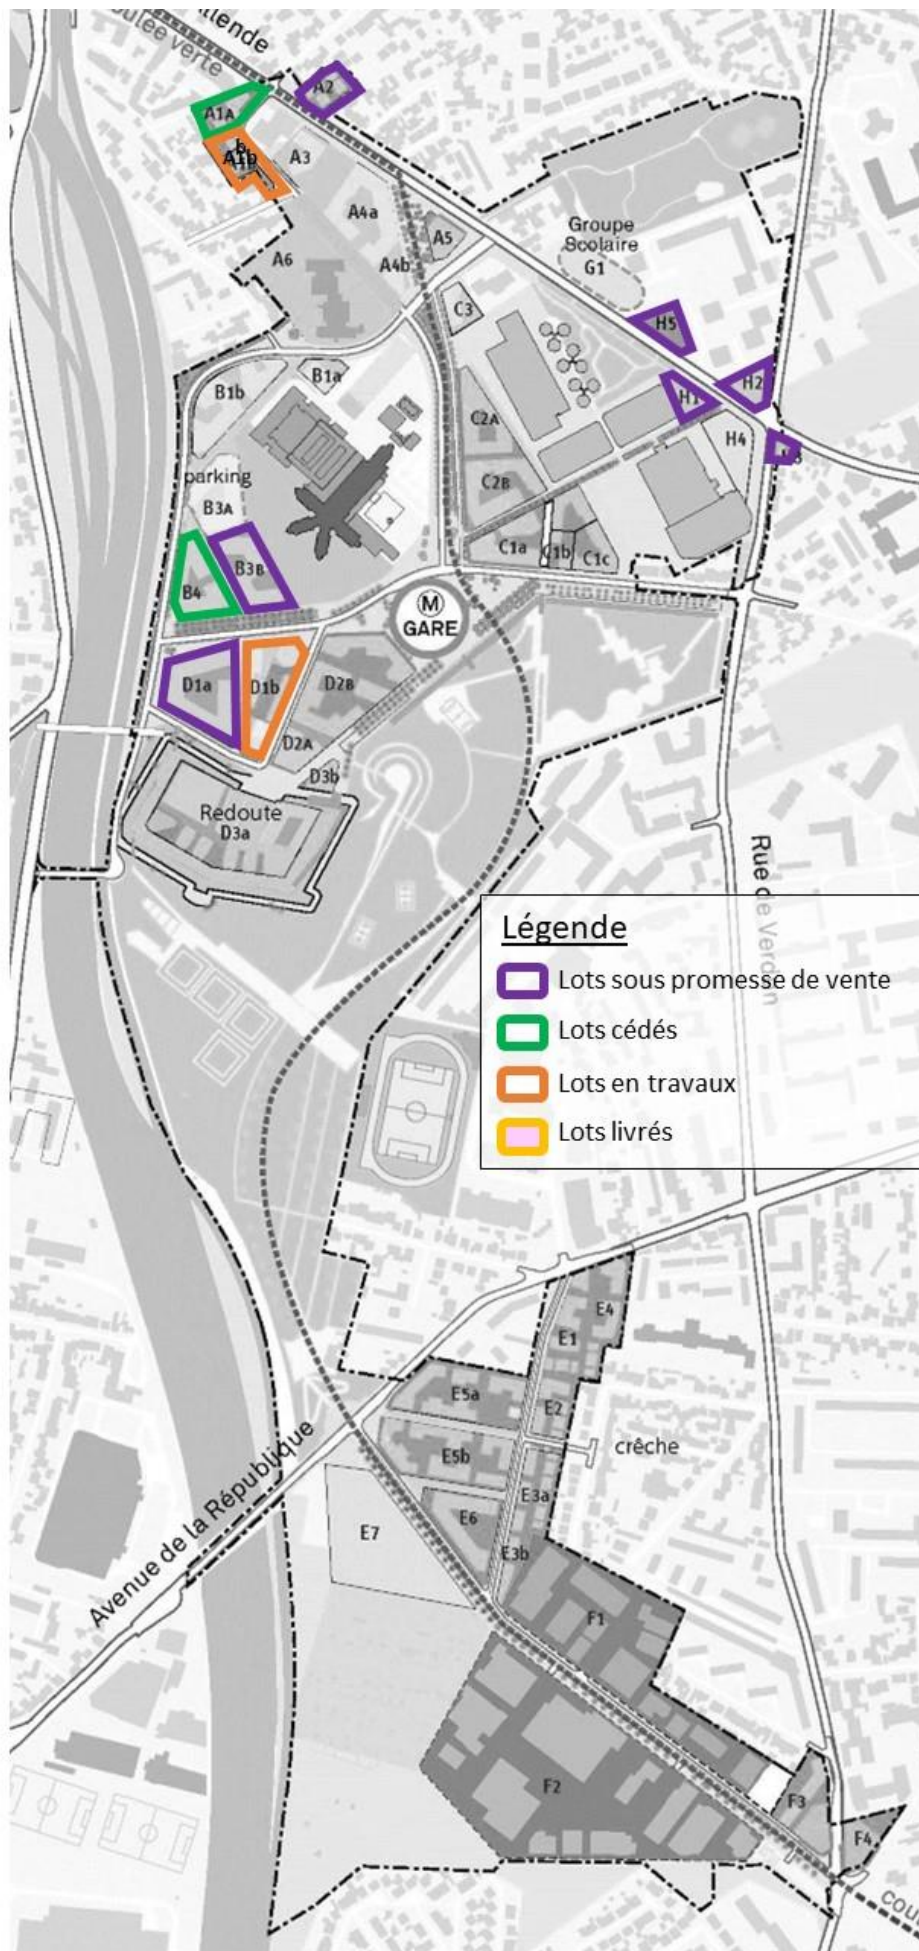 llende
coulée verte
A2
A1A
b
A1b
A3
A4a
A5
A6
A4b
Groupe
Scolaire
G1
C3
H5
B1a
B1b
H2
H1
C2A
H4
parking
B3A
C2B
C1a
C1b
C1c
B3B
B4
M
GARE
D1a
D1b
D2B
D2A
D3b
Redoute
D3a
Rue de Verdun
Légende
Lots sous promesse de vente
Lots cédés
Lots en travaux
Lots livrés
E4
E1
E5a
E2
crêche
E5b
E3a
E6
E7
E3b
Avenue de la République
F1
F2
F3
F4
cou